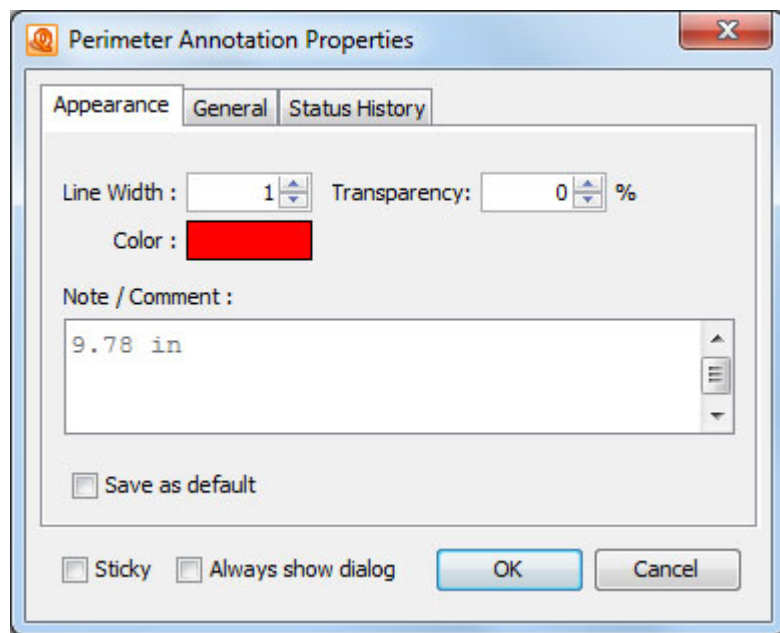 Perimeter Annotation Properties
Appearance General Status History
Line Width : 1 Transparency: 0 %
Color :
Note / Comment :
9.78 in
Save as default
Sticky Always show dialog OK Cancel